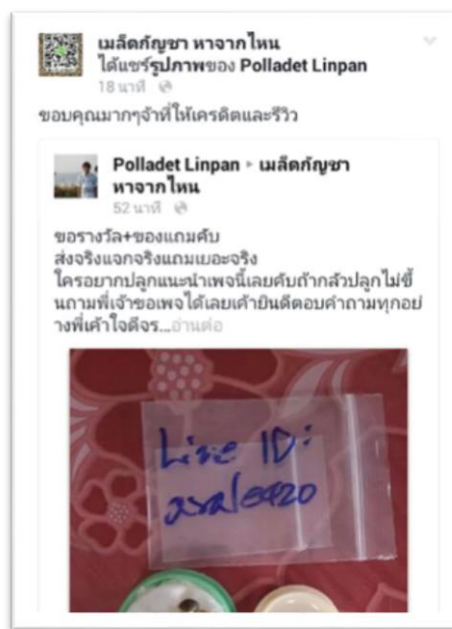 เมล็ดกัญชา หาจากไหน
ได้แชร์รูปภาพของ Polladet Linpan
18 นาที
ขอบคุณมากๆจ้าที่ให้เครดิตและรีวิว
Polladet Linpan ▸ เมล็ดกัญชา
หาจากไหน
52 นาที
ขอรางวัล+ของแถมคับ
ส่งจริงแจกจริงแถมเยอะจริง
ใครอยากปลูกแนะนำเพจนี้เลยคับถ้ากลัวปลูกไม่ขึ้
นถามพี่เจ้าขอเพจได้เลยเค้ายินดีตอบคำถามทุกอย่
างพี่เค้าใจดีจร...อ่านต่อ
Line ID: